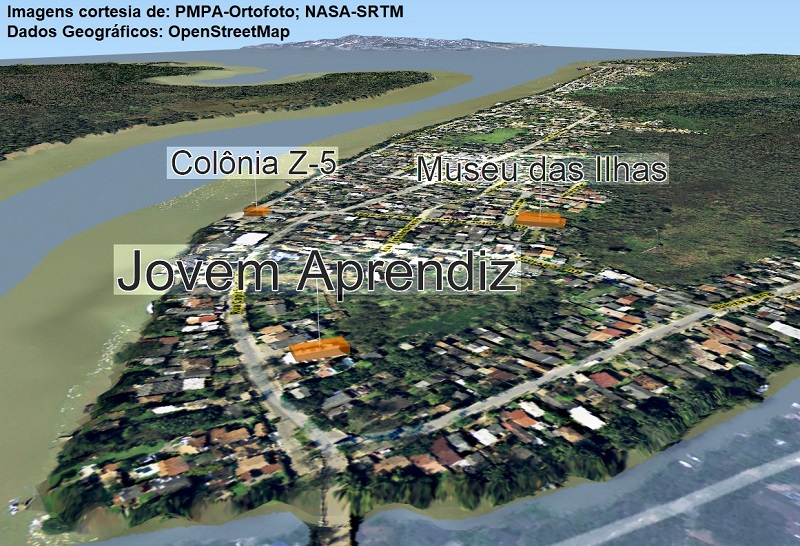 Imagens cortesia de: PMPA-Ortofoto; NASA-SRTM
Dados Geográficos: OpenStreetMap
Colônia Z-5
Museu das Ilhas
Jovem Aprendiz